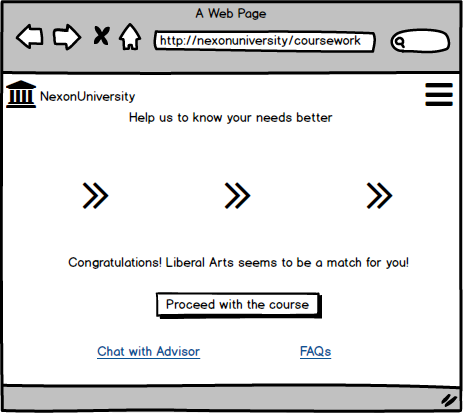 A Web Page
http://nexonuniversity/coursework
NexonUniversity
Help us to know your needs better
Congratulations! Liberal Arts seems to be a match for you!
Proceed with the course
Chat with Advisor
FAQs